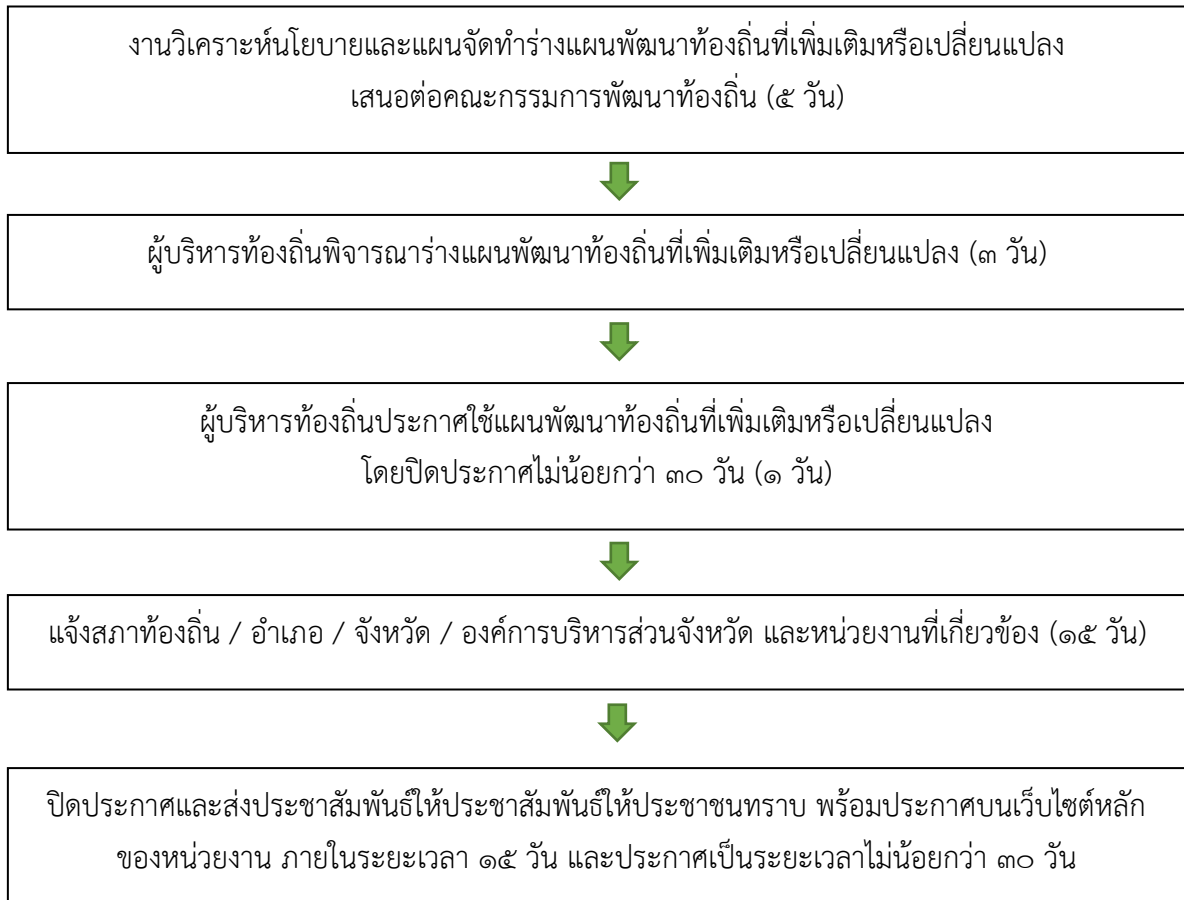 งานวิเคราะห์นโยบายและแผนจัดทำร่างแผนพัฒนาท้องถิ่นที่เพิ่มเติมหรือเปลี่ยนแปลง
เสนอต่อคณะกรรมการพัฒนาท้องถิ่น (๕ วัน)
ผู้บริหารท้องถิ่นพิจารณาร่างแผนพัฒนาท้องถิ่นที่เพิ่มเติมหรือเปลี่ยนแปลง (๓ วัน)
ผู้บริหารท้องถิ่นประกาศใช้แผนพัฒนาท้องถิ่นที่เพิ่มเติมหรือเปลี่ยนแปลง
โดยปิดประกาศไม่น้อยกว่า ๓๐ วัน (๑ วัน)
แจ้งสภาท้องถิ่น / อำเภอ / จังหวัด / องค์การบริหารส่วนจังหวัด และหน่วยงานที่เกี่ยวข้อง (๑๕ วัน)
ปิดประกาศและส่งประชาสัมพันธ์ให้ประชาสัมพันธ์ให้ประชาชนทราบ พร้อมประกาศบนเว็บไซต์หลัก
ของหน่วยงาน ภายในระยะเวลา ๑๕ วัน และประกาศเป็นระยะเวลาไม่น้อยกว่า ๓๐ วัน